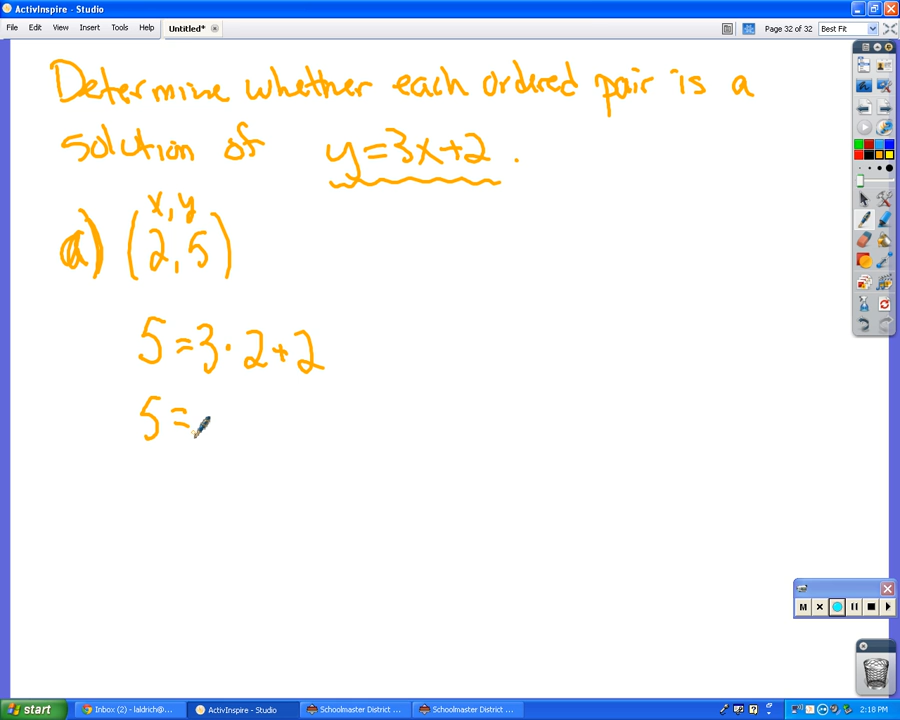 ActivInspire - Studio
File Edit View Insert Tools Help Untitled* Page 32 of 32 Best Fit
Determine whether each ordered pair is a
solution of y=3x+2.
x, y
a) (2, 5)
5=3·2+2
5=
M
start Inbox (2) - laldrich@... ActivInspire - Studio Schoolmaster District ... Schoolmaster District ... 2:18 PM